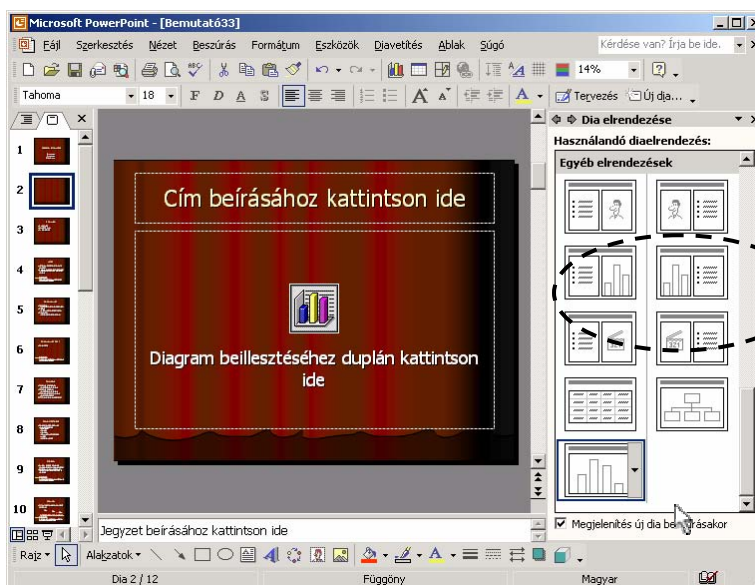 Microsoft PowerPoint - [Bemutató33]
Fájl Szerkesztés Nézet Beszúrás Formátum Eszközök Diavetítés Ablak Súgó Kérdése van? Írja be ide.
14%
Tahoma 18 F D A S A A A Tervezés Új dia...
Dia elrendezése
Használandó diaelrendezés:
Egyéb elrendezések
1
2
3
4
5
6
7
8
9
10
Cím beírásához kattintson ide
Diagram beillesztéséhez duplán kattintson
ide
Jegyzet beírásához kattintson ide
Megjelenítés új dia beszúrásakor
Rajz Alakzatok
Dia 2 / 12 Függöny Magyar